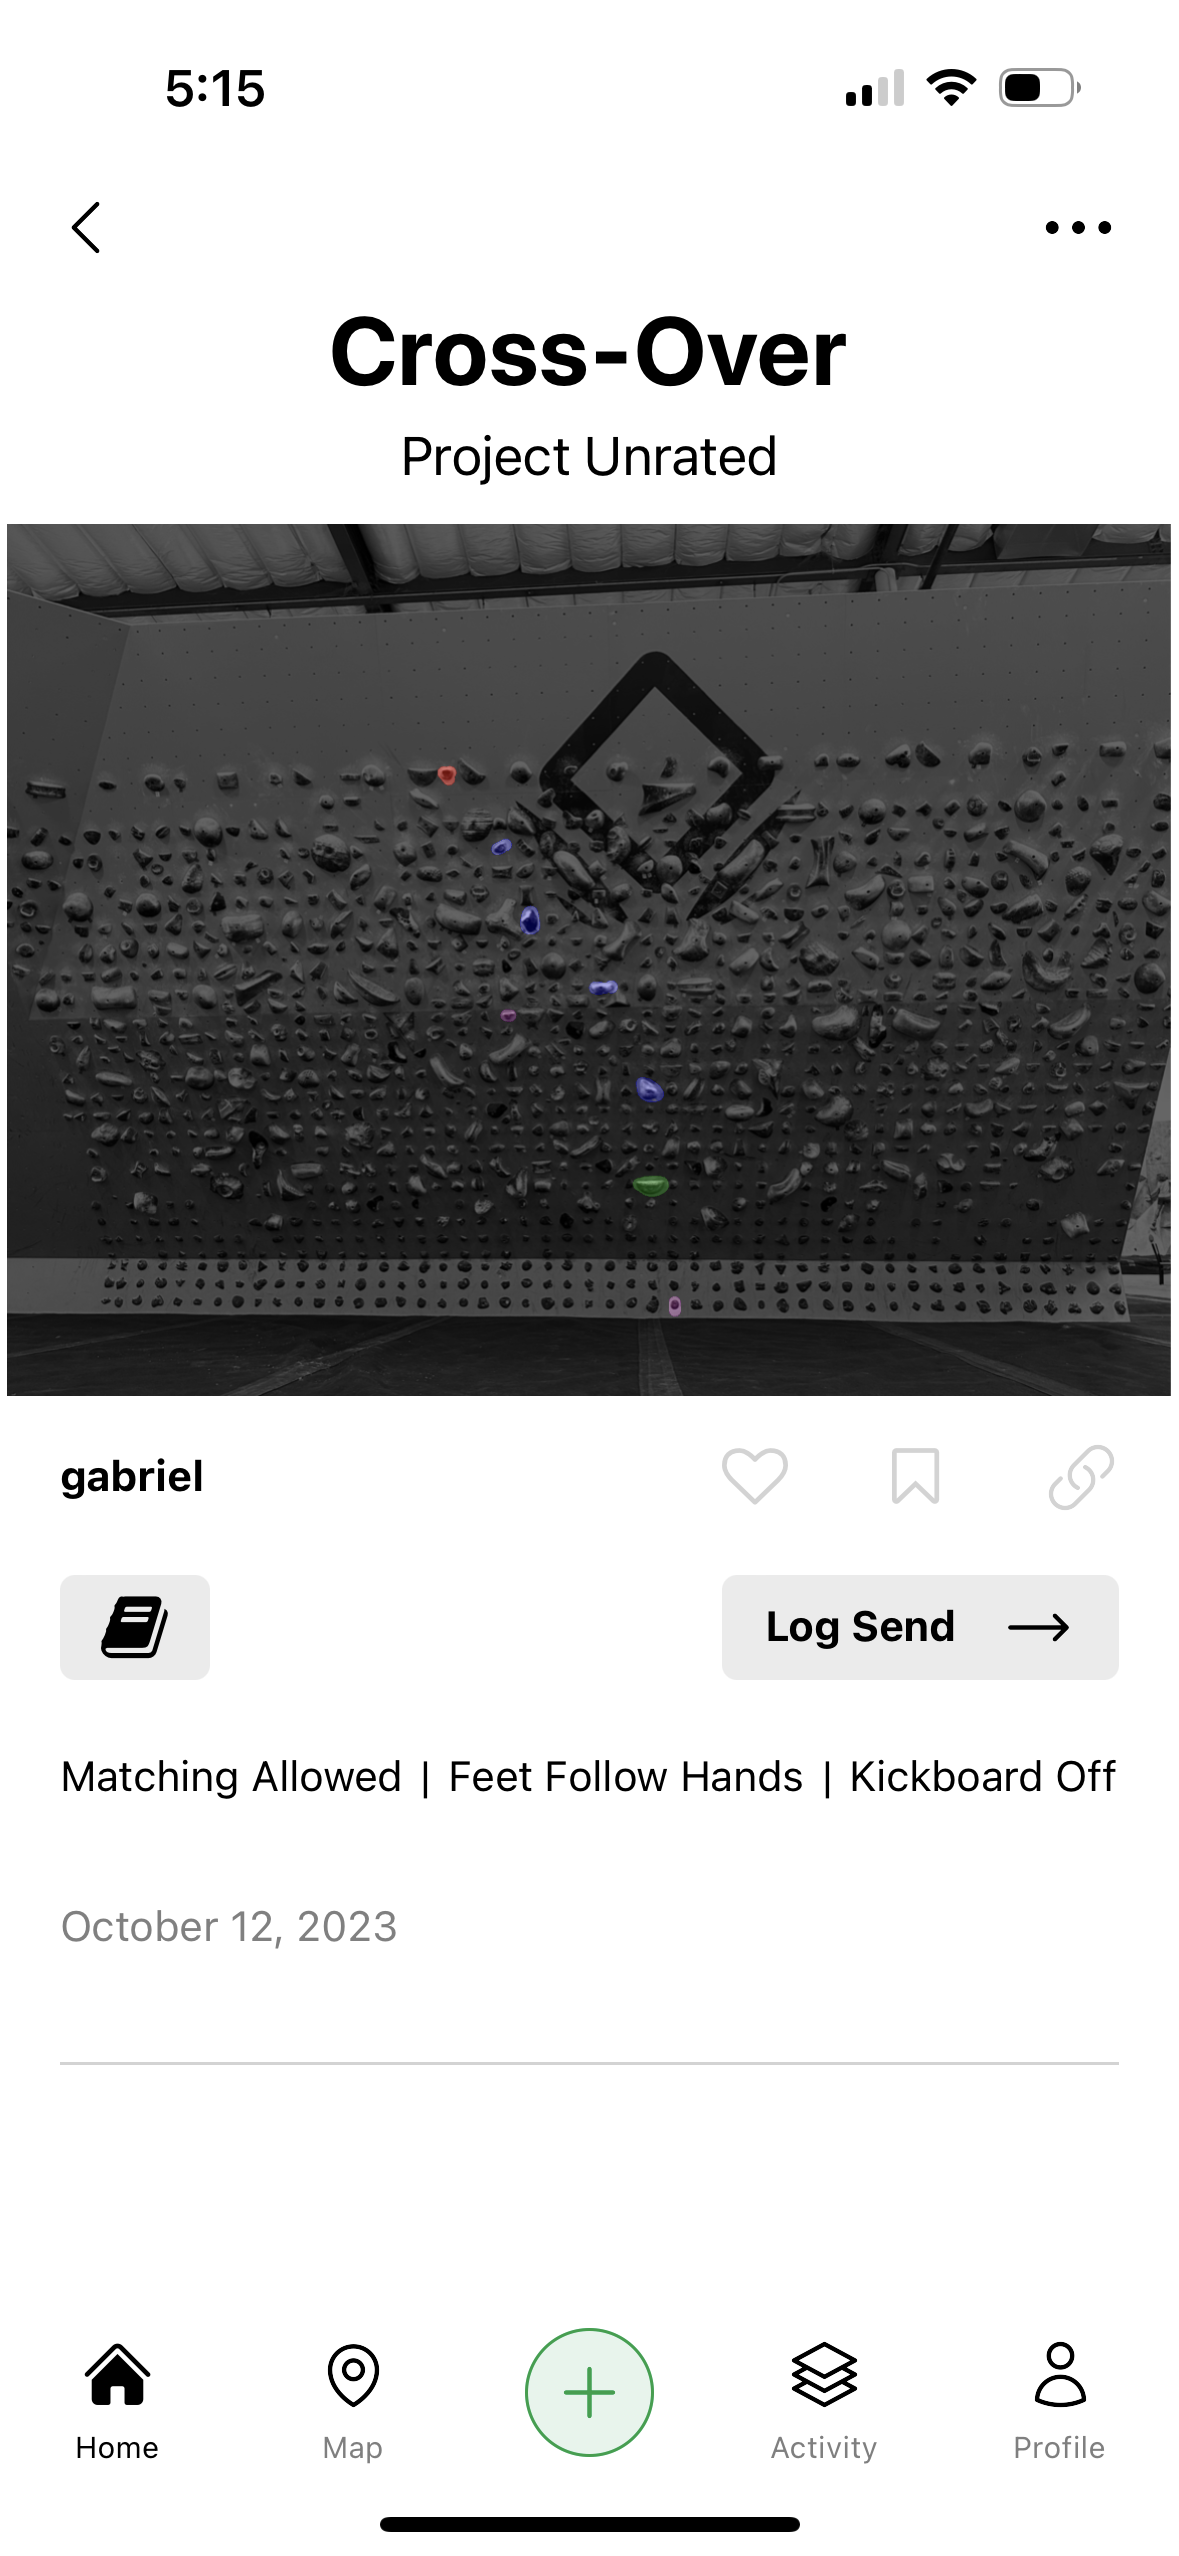 5:15
Cross-Over
Project Unrated
gabriel
Log Send
Matching Allowed | Feet Follow Hands | Kickboard Off
October 12, 2023
Home
Map
Activity
Profile